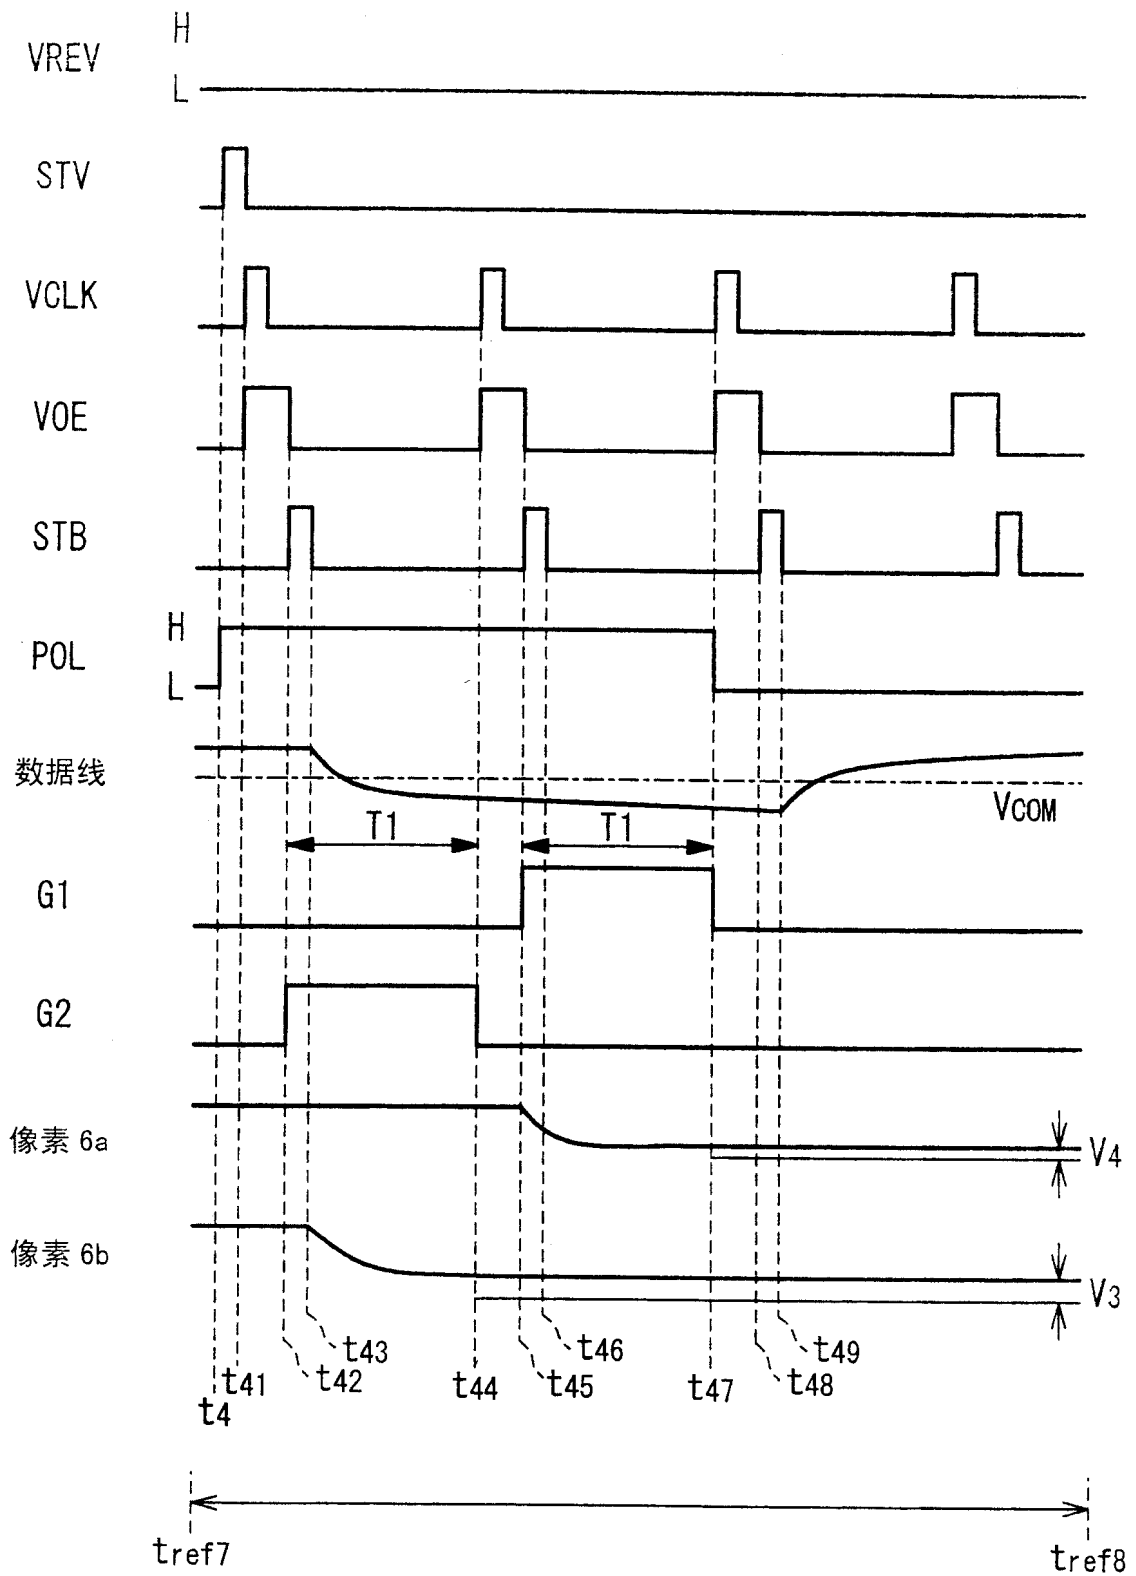 H
VREV
L
STV
VCLK
VOE
STB
H
POL
L
数据线
VCOM
T1 T1
G1
G2
像素 6a
V4
像素 6b
V3
t43 t46 t49
t42 t45 t48
t41 t44 t47
t4
tref7 tref8